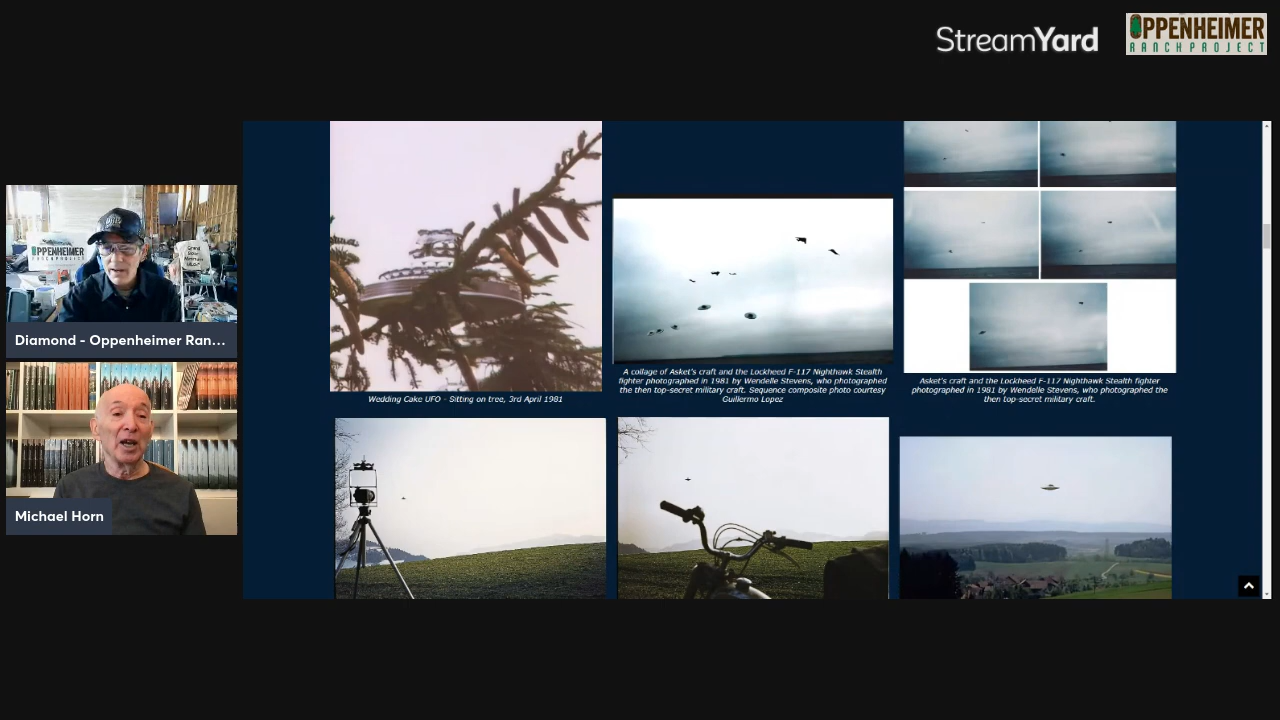 StreamYard
OPPENHEIMER
RANCH PROJECT
OPPENHEIMER
Diamond - Oppenheimer Ran...
Michael Horn
Wedding Cake UFO - Sitting on tree, 3rd April 1981
A collage of Asket's craft and the Lockheed F-117 Nighthawk Stealth
fighter photographed in 1981 by Wendelle Stevens, who photographed
the then top-secret military craft. Sequence composite photo courtesy
Guillermo Lopez
Asket's craft and the Lockheed F-117 Nighthawk Stealth fighter
photographed in 1981 by Wendelle Stevens, who photographed the
then top-secret military craft.